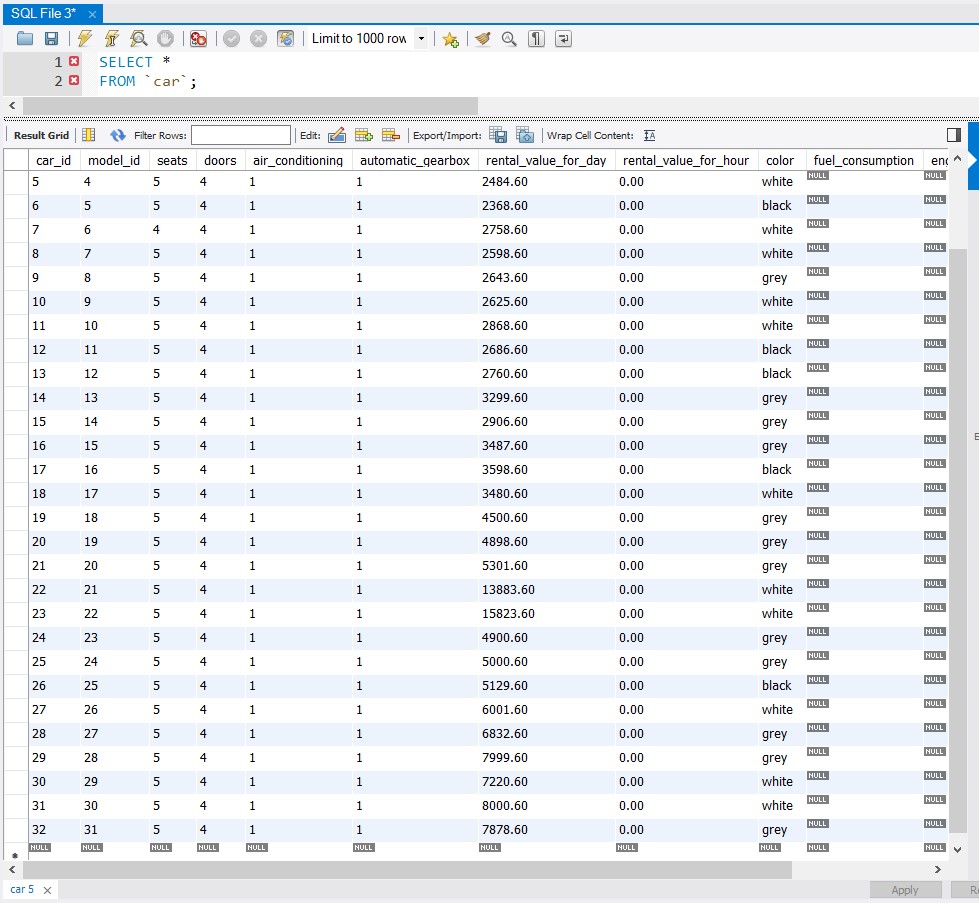 SQL File 3*
Limit to 1000 row
1 SELECT *
2 FROM `car`;
Result Grid Filter Rows: Edit: Export/Import: Wrap Cell Content:
car_id model_id seats doors air_conditioning automatic_gearbox rental_value_for_day rental_value_for_hour color fuel_consumption
5 4 5 4 1 1 2484.60 0.00 white NULL NULL
6 5 5 4 1 1 2368.60 0.00 black NULL NULL
7 6 4 4 1 1 2758.60 0.00 white NULL NULL
8 7 5 4 1 1 2598.60 0.00 white NULL NULL
9 8 5 4 1 1 2643.60 0.00 grey NULL NULL
10 9 5 4 1 1 2625.60 0.00 white NULL NULL
11 10 5 4 1 1 2868.60 0.00 white NULL NULL
12 11 5 4 1 1 2686.60 0.00 black NULL NULL
13 12 5 4 1 1 2760.60 0.00 black NULL NULL
14 13 5 4 1 1 3299.60 0.00 grey NULL NULL
15 14 5 4 1 1 2906.60 0.00 grey NULL NULL
16 15 5 4 1 1 3487.60 0.00 grey NULL NULL
17 16 5 4 1 1 3598.60 0.00 black NULL NULL
18 17 5 4 1 1 3480.60 0.00 white NULL NULL
19 18 5 4 1 1 4500.60 0.00 grey NULL NULL
20 19 5 4 1 1 4898.60 0.00 grey NULL NULL
21 20 5 4 1 1 5301.60 0.00 grey NULL NULL
22 21 5 4 1 1 13883.60 0.00 white NULL NULL
23 22 5 4 1 1 15823.60 0.00 white NULL NULL
24 23 5 4 1 1 4900.60 0.00 grey NULL NULL
25 24 5 4 1 1 5000.60 0.00 grey NULL NULL
26 25 5 4 1 1 5129.60 0.00 black NULL NULL
27 26 5 4 1 1 6001.60 0.00 white NULL NULL
28 27 5 4 1 1 6832.60 0.00 grey NULL NULL
29 28 5 4 1 1 7999.60 0.00 grey NULL NULL
30 29 5 4 1 1 7220.60 0.00 white NULL NULL
31 30 5 4 1 1 8000.60 0.00 white NULL NULL
32 31 5 4 1 1 7878.60 0.00 grey NULL NULL
NULL NULL NULL NULL NULL NULL NULL NULL NULL NULL NULL
car 5 Apply